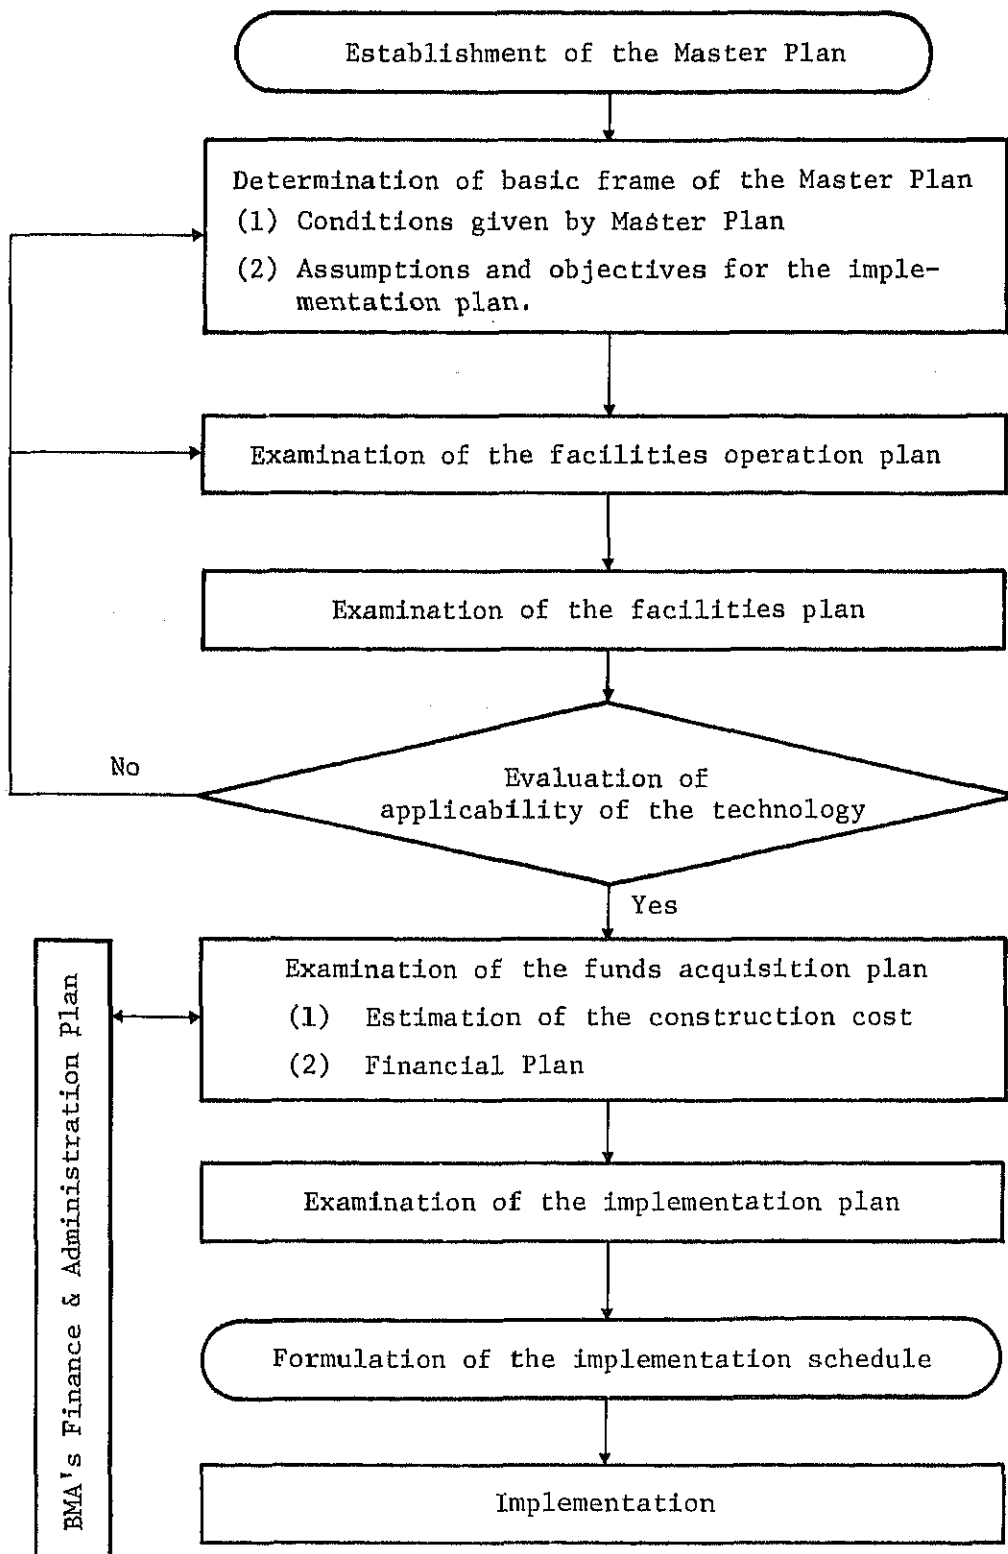 Establishment of the Master Plan
Determination of basic frame of the Master Plan
(1) Conditions given by Master Plan
(2) Assumptions and objectives for the imple-
mentation plan.
Examination of the facilities operation plan
Examination of the facilities plan
No
Evaluation of
applicability of the technology
Yes
Examination of the funds acquisition plan
(1) Estimation of the construction cost
(2) Financial Plan
BMA's Finance & Administration Plan
Examination of the implementation plan
Formulation of the implementation schedule
Implementation